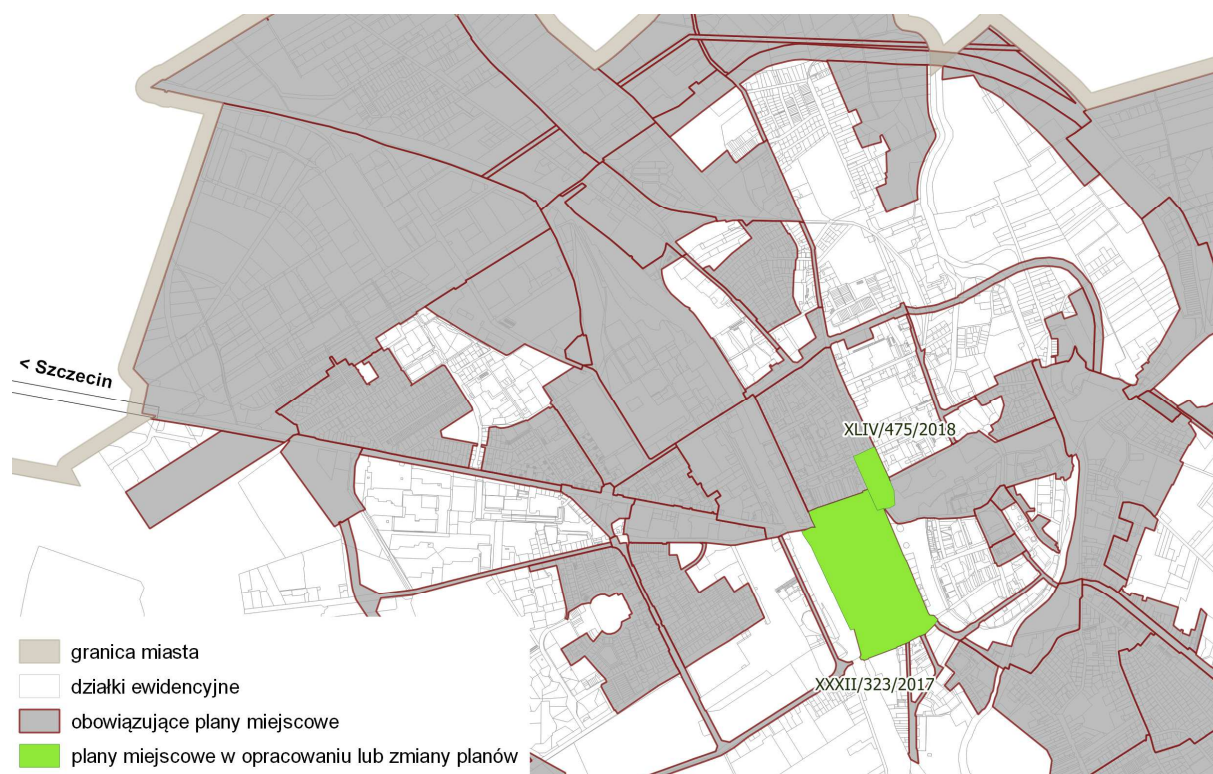 < Szczecin
XLIV/475/2018
XXXII/323/2017
granica miasta
działki ewidencyjne
obowiązujące plany miejscowe
plany miejscowe w opracowaniu lub zmiany planów